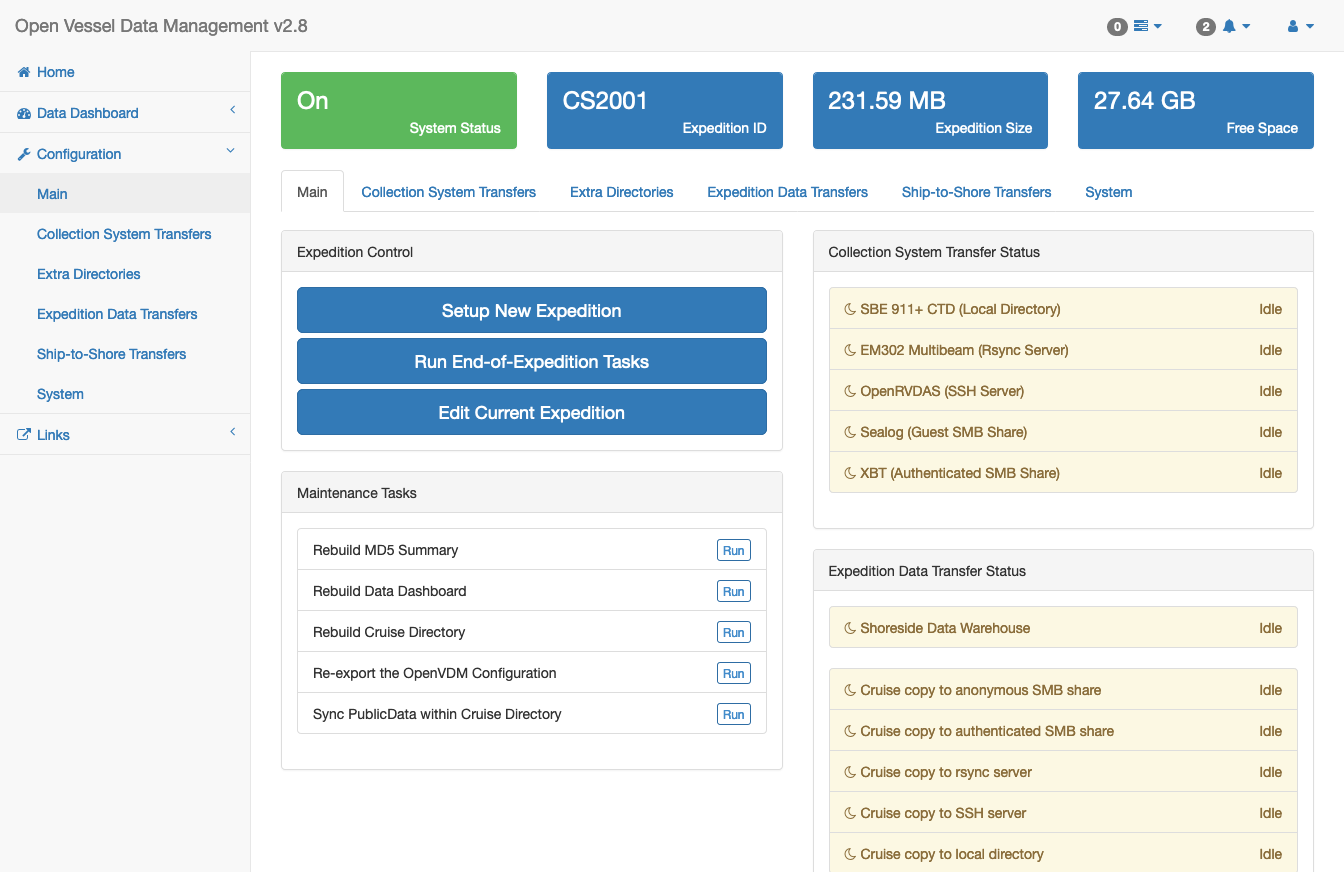 Open Vessel Data Management v2.8
0
2
Home
Data Dashboard
Configuration
Main
Collection System Transfers
Extra Directories
Expedition Data Transfers
Ship-to-Shore Transfers
System
Links
On
System Status
CS2001
Expedition ID
231.59 MB
Expedition Size
27.64 GB
Free Space
Main Collection System Transfers Extra Directories Expedition Data Transfers Ship-to-Shore Transfers System
Expedition Control
Setup New Expedition
Run End-of-Expedition Tasks
Edit Current Expedition
Maintenance Tasks
Rebuild MD5 Summary Run
Rebuild Data Dashboard Run
Rebuild Cruise Directory Run
Re-export the OpenVDM Configuration Run
Sync PublicData within Cruise Directory Run
Collection System Transfer Status
SBE 911+ CTD (Local Directory) Idle
EM302 Multibeam (Rsync Server) Idle
OpenRVDAS (SSH Server) Idle
Sealog (Guest SMB Share) Idle
XBT (Authenticated SMB Share) Idle
Expedition Data Transfer Status
Shoreside Data Warehouse Idle
Cruise copy to anonymous SMB share Idle
Cruise copy to authenticated SMB share Idle
Cruise copy to rsync server Idle
Cruise copy to SSH server Idle
Cruise copy to local directory Idle